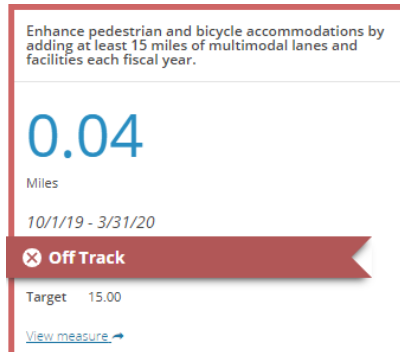 Enhance pedestrian and bicycle accommodations by
adding at least 15 miles of multimodal lanes and
facilities each fiscal year.
0.04
Miles
10/1/19 - 3/31/20
Off Track
Target 15.00
View measure